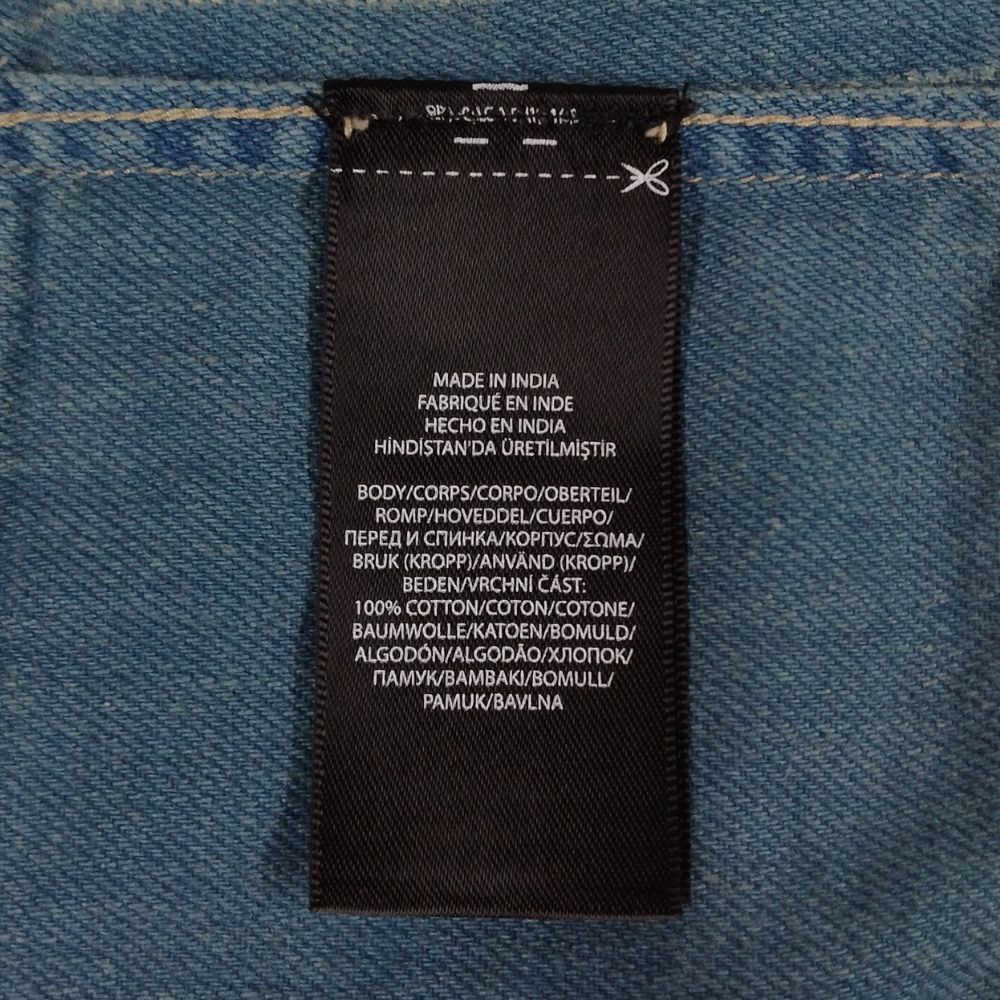 MADE IN INDIA
FABRIQUÉ EN INDE
HECHO EN INDIA
HİNDİSTAN'DA ÜRETİLMİŞTİR
BODY/CORPS/CORPO/OBERTEIL/
ROMP/HOVEDDEL/CUERPO/
ПЕРЕД И СПИНКА/КОРПУС/ΣΩΜΑ/
BRUK (KROPP)/ANVÄND (KROPP)/
BEDEN/VRCHNÍ ČÁST:
100% COTTON/COTON/COTONE/
BAUMWOLLE/KATOEN/BOMULD/
ALGODÓN/ALGODÃO/ХЛОПОК/
ПАМУК/ΒΑΜΒΑΚΙ/BOMULL/
PAMUK/BAVLNA